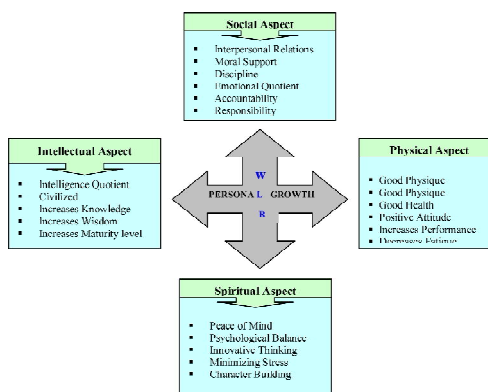 Social Aspect
Interpersonal Relations
Moral Support
Discipline
Emotional Quotient
Accountability
Responsibility
Intellectual Aspect
Intelligence Quotient
Civilized
Increases Knowledge
Increases Wisdom
Increases Maturity level
W
PERSONAL GROWTH
R
Physical Aspect
Good Physique
Good Physique
Good Health
Positive Attitude
Increases Performance
Decreases Fatigue
Spiritual Aspect
Peace of Mind
Psychological Balance
Innovative Thinking
Minimizing Stress
Character Building